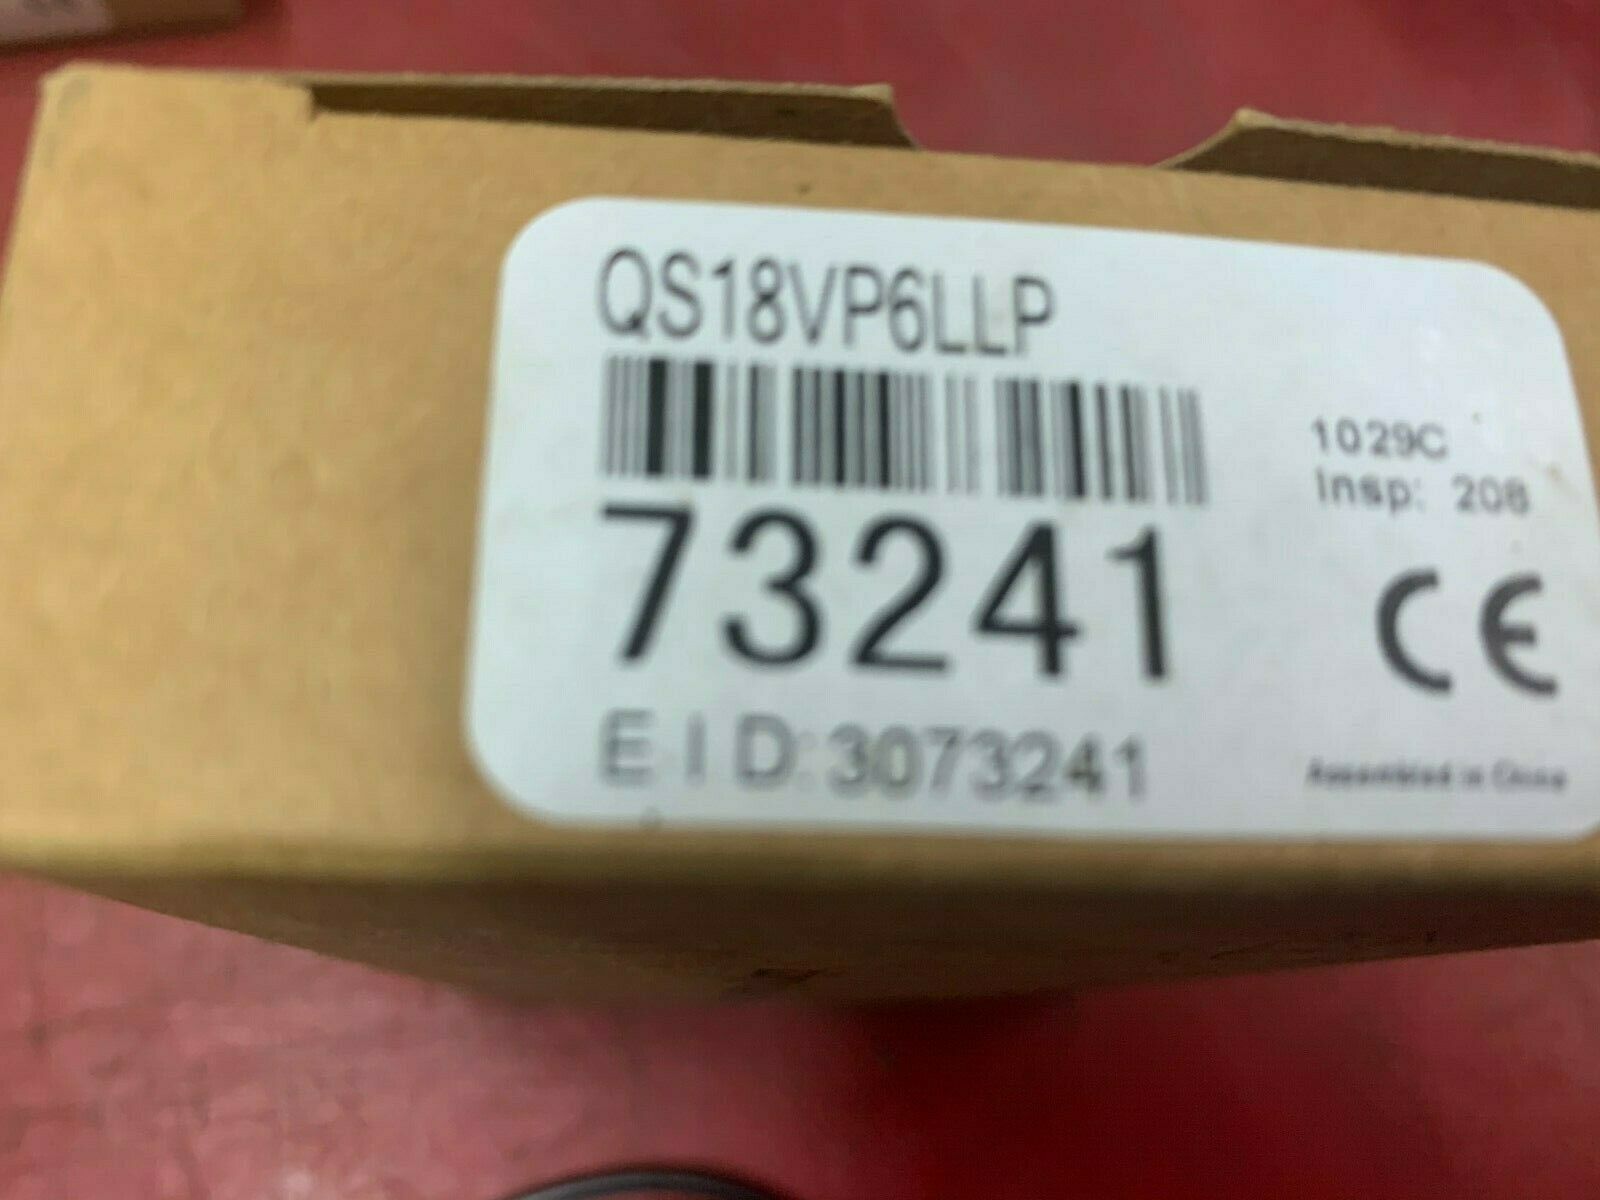 QS18VP6LLP
73241
EID:3073241
1029C
Insp: 208
CE
Assembled in China